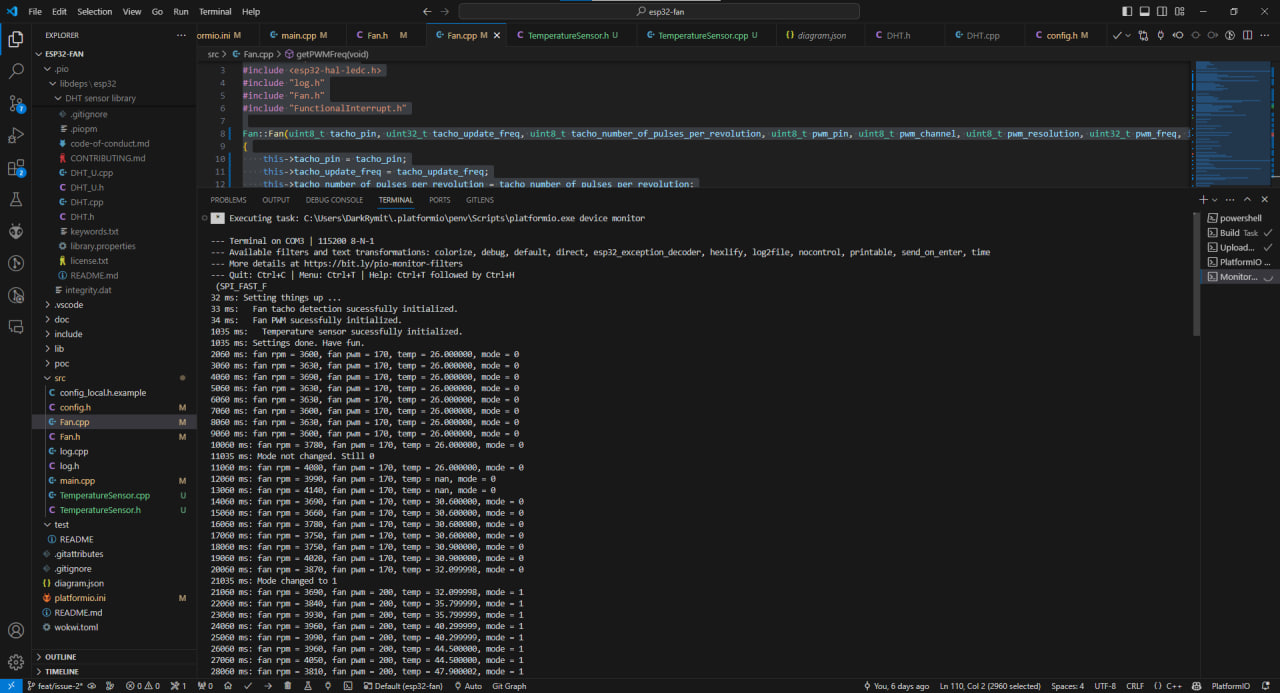 File Edit Selection View Go Run Terminal Help
esp32-fan
EXPLORER
ESP32-FAN
.pio
libdeps \ esp32
DHT sensor library
.gitignore
.piopm
code-of-conduct.md
CONTRIBUTING.md
DHT_U.cpp
DHT_U.h
DHT.cpp
DHT.h
keywords.txt
library.properties
license.txt
README.md
integrity.dat
.vscode
doc
include
lib
poc
src
config_local.h.example
config.h M
Fan.cpp M
Fan.h M
log.cpp
log.h
main.cpp M
TemperatureSensor.cpp U
TemperatureSensor.h U
test
README
.gitattributes
.gitignore
diagram.json
platformio.ini M
README.md
wokwi.toml
OUTLINE
TIMELINE
ormio.ini M main.cpp M Fan.h M Fan.cpp M TemperatureSensor.h U TemperatureSensor.cpp U diagram.json DHT.h DHT.cpp config.h M
src > Fan.cpp > getPWMFreq(void)
3 #include <esp32-hal-ledc.h>
4 #include "log.h"
5 #include "Fan.h"
6 #include "FunctionalInterrupt.h"
7
8 Fan::Fan(uint8_t tacho_pin, uint32_t tacho_update_freq, uint8_t tacho_number_of_pulses_per_revolution, uint8_t pwm_pin, uint8_t pwm_channel, uint8_t pwm_resolution, uint32_t pwm_freq,
9 {
10 this->tacho_pin = tacho_pin;
11 this->tacho_update_freq = tacho_update_freq;
12 this->tacho_number_of_pulses_per_revolution = tacho_number_of_pulses_per_revolution;
PROBLEMS OUTPUT DEBUG CONSOLE TERMINAL PORTS GITLENS
* Executing task: C:\Users\DarkRymit\.platformio\penv\Scripts\platformio.exe device monitor
--- Terminal on COM3 | 115200 8-N-1
--- Available filters and text transformations: colorize, debug, default, direct, esp32_exception_decoder, hexlify, log2file, nocontrol, printable, send_on_enter, time
--- More details at https://bit.ly/pio-monitor-filters
--- Quit: Ctrl+C | Menu: Ctrl+T | Help: Ctrl+T followed by Ctrl+H
(SPI_FAST_F
32 ms: Setting things up ...
33 ms: Fan tacho detection sucessfully initialized.
34 ms: Fan PWM sucessfully initialized.
1035 ms: Temperature sensor sucessfully initialized.
1035 ms: Settings done. Have fun.
2060 ms: fan rpm = 3600, fan pwm = 170, temp = 26.000000, mode = 0
3060 ms: fan rpm = 3630, fan pwm = 170, temp = 26.000000, mode = 0
4060 ms: fan rpm = 3690, fan pwm = 170, temp = 26.000000, mode = 0
5060 ms: fan rpm = 3630, fan pwm = 170, temp = 26.000000, mode = 0
6060 ms: fan rpm = 3630, fan pwm = 170, temp = 26.000000, mode = 0
7060 ms: fan rpm = 3600, fan pwm = 170, temp = 26.000000, mode = 0
8060 ms: fan rpm = 3630, fan pwm = 170, temp = 26.000000, mode = 0
9060 ms: fan rpm = 3600, fan pwm = 170, temp = 26.000000, mode = 0
10060 ms: fan rpm = 3780, fan pwm = 170, temp = 26.000000, mode = 0
11035 ms: Mode not changed. Still 0
11060 ms: fan rpm = 4080, fan pwm = 170, temp = 26.000000, mode = 0
12060 ms: fan rpm = 3990, fan pwm = 170, temp = nan, mode = 0
13060 ms: fan rpm = 4140, fan pwm = 170, temp = nan, mode = 0
14060 ms: fan rpm = 3690, fan pwm = 170, temp = 30.600000, mode = 0
15060 ms: fan rpm = 3660, fan pwm = 170, temp = 30.600000, mode = 0
16060 ms: fan rpm = 3780, fan pwm = 170, temp = 30.600000, mode = 0
17060 ms: fan rpm = 3750, fan pwm = 170, temp = 30.600000, mode = 0
18060 ms: fan rpm = 3750, fan pwm = 170, temp = 30.900000, mode = 0
19060 ms: fan rpm = 4020, fan pwm = 170, temp = 30.900000, mode = 0
20060 ms: fan rpm = 3870, fan pwm = 170, temp = 32.099998, mode = 0
21035 ms: Mode changed to 1
21060 ms: fan rpm = 3690, fan pwm = 200, temp = 32.099998, mode = 1
22060 ms: fan rpm = 3840, fan pwm = 200, temp = 35.799999, mode = 1
23060 ms: fan rpm = 3930, fan pwm = 200, temp = 35.799999, mode = 1
24060 ms: fan rpm = 3960, fan pwm = 200, temp = 40.299999, mode = 1
25060 ms: fan rpm = 3990, fan pwm = 200, temp = 40.299999, mode = 1
26060 ms: fan rpm = 3960, fan pwm = 200, temp = 44.500000, mode = 1
27060 ms: fan rpm = 4050, fan pwm = 200, temp = 44.500000, mode = 1
28060 ms: fan rpm = 3810, fan pwm = 200, temp = 47.900002, mode = 1
powershell
Build Task
Upload...
PlatformIO ...
Monitor...
feat/issue-2* 0 0 1 0 Default (esp32-fan) Auto Git Graph
You, 6 days ago Ln 110, Col 2 (2960 selected) Spaces: 4 UTF-8 CRLF {} C++ PlatformIO